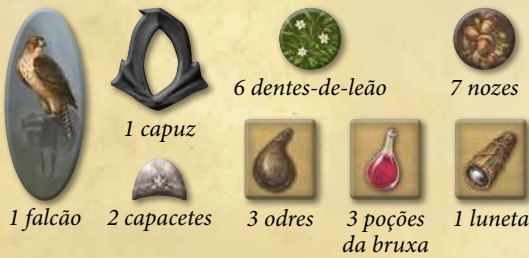 6 dentes-de-leão
7 nozes
1 capuz
1 falcão
2 capacetes
3 odres
3 poções
da bruxa
1 luneta